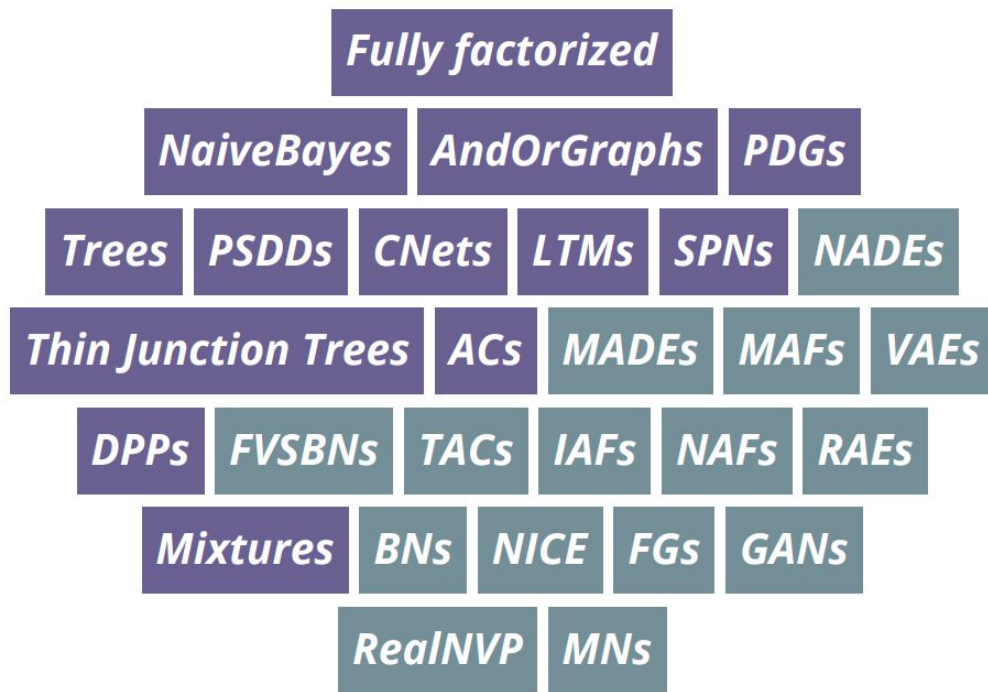 Fully factorized
NaiveBayes AndOrGraphs PDGs
Trees PSDDs CNets LTMs SPNs NADEs
Thin Junction Trees ACs MADEs MAFs VAEs
DPPs FVSBNs TACs IAFs NAFs RAEs
Mixtures BNs NICE FGs GANs
RealNVP MNs